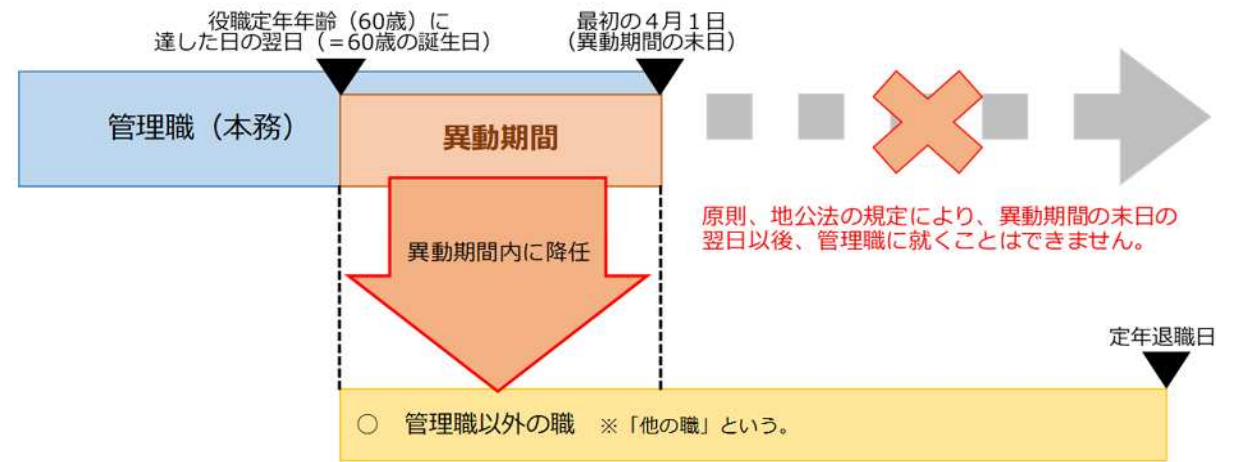 役職定年年齢（60歳）に
達した日の翌日（＝60歳の誕生日）
最初の４月１日
（異動期間の末日）
管理職（本務）
異動期間
原則、地公法の規定により、異動期間の末日の
翌日以後、管理職に就くことはできません。
異動期間内に降任
定年退職日
○　管理職以外の職　※「他の職」という。